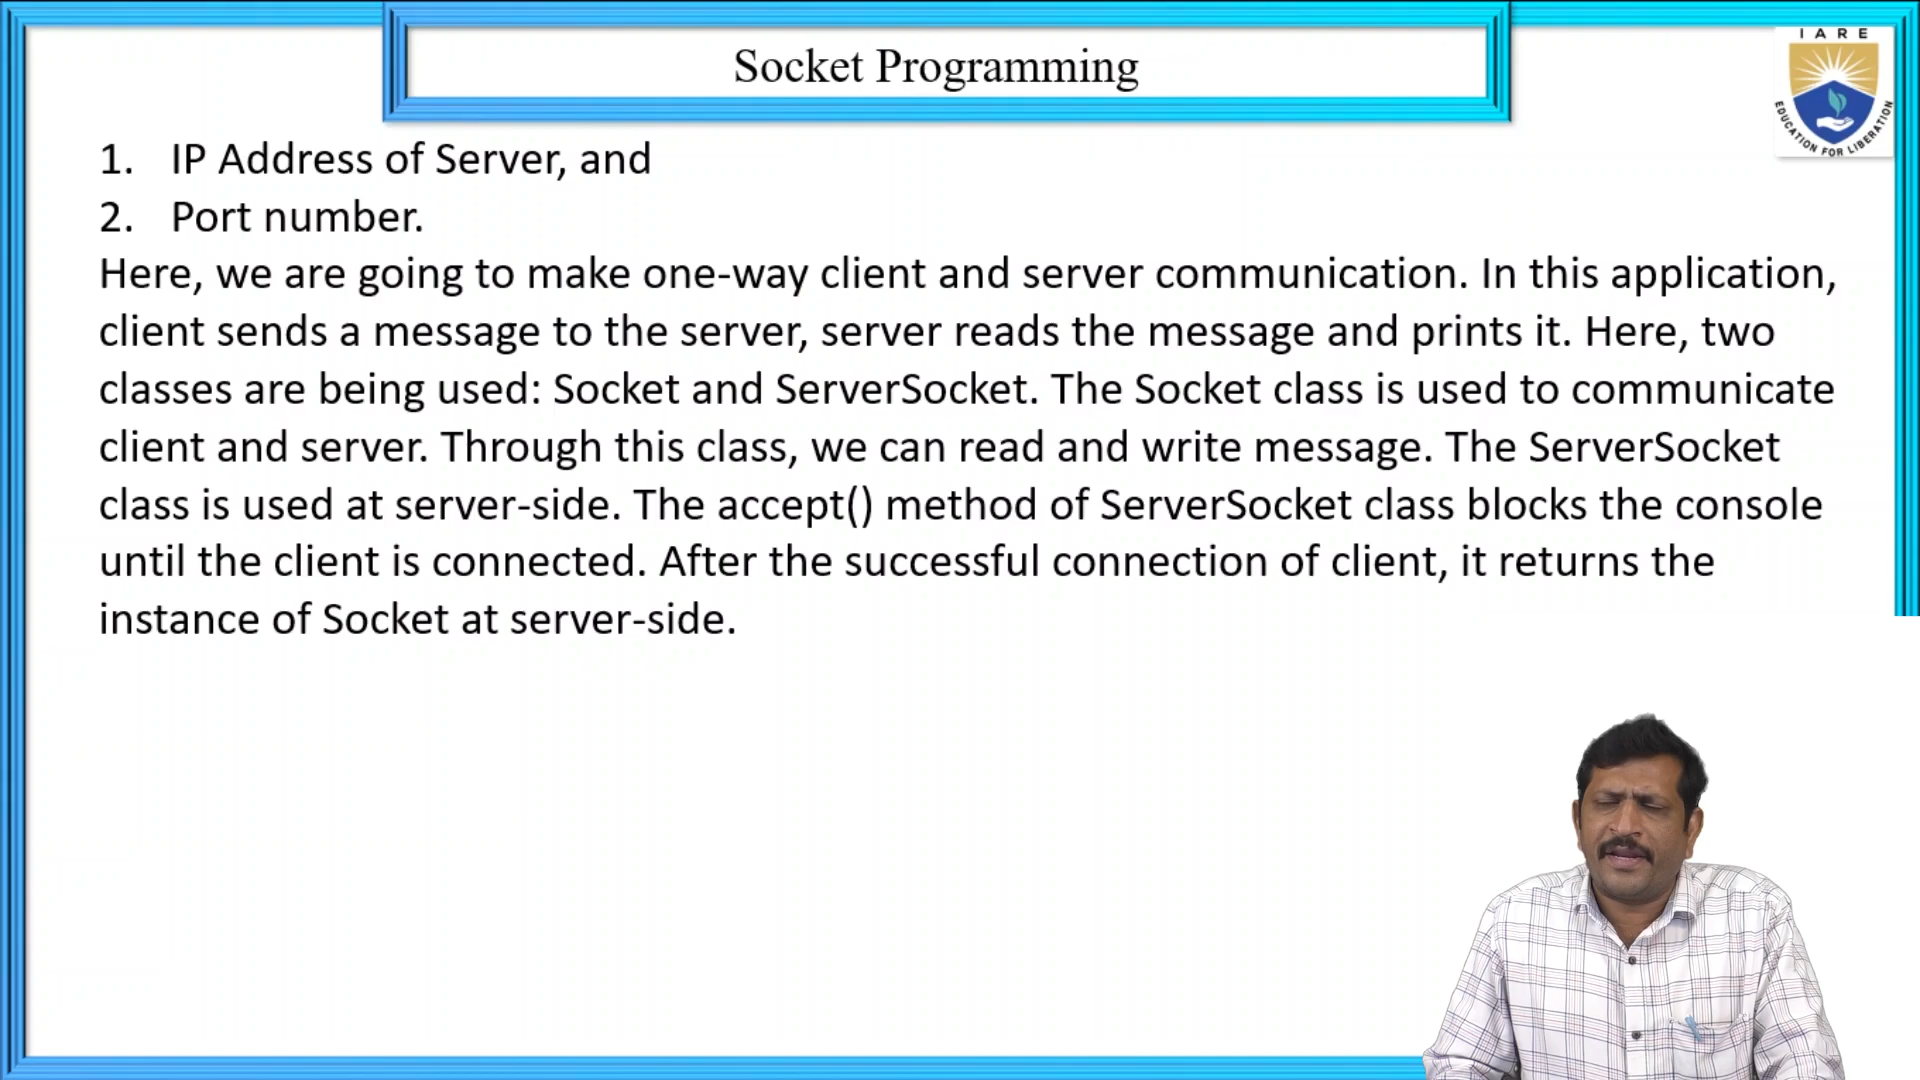 Socket Programming
I A R E
EDUCATION FOR LIBERATION
1. IP Address of Server, and
2. Port number.
Here, we are going to make one-way client and server communication. In this application,
client sends a message to the server, server reads the message and prints it. Here, two
classes are being used: Socket and ServerSocket. The Socket class is used to communicate
client and server. Through this class, we can read and write message. The ServerSocket
class is used at server-side. The accept() method of ServerSocket class blocks the console
until the client is connected. After the successful connection of client, it returns the
instance of Socket at server-side.